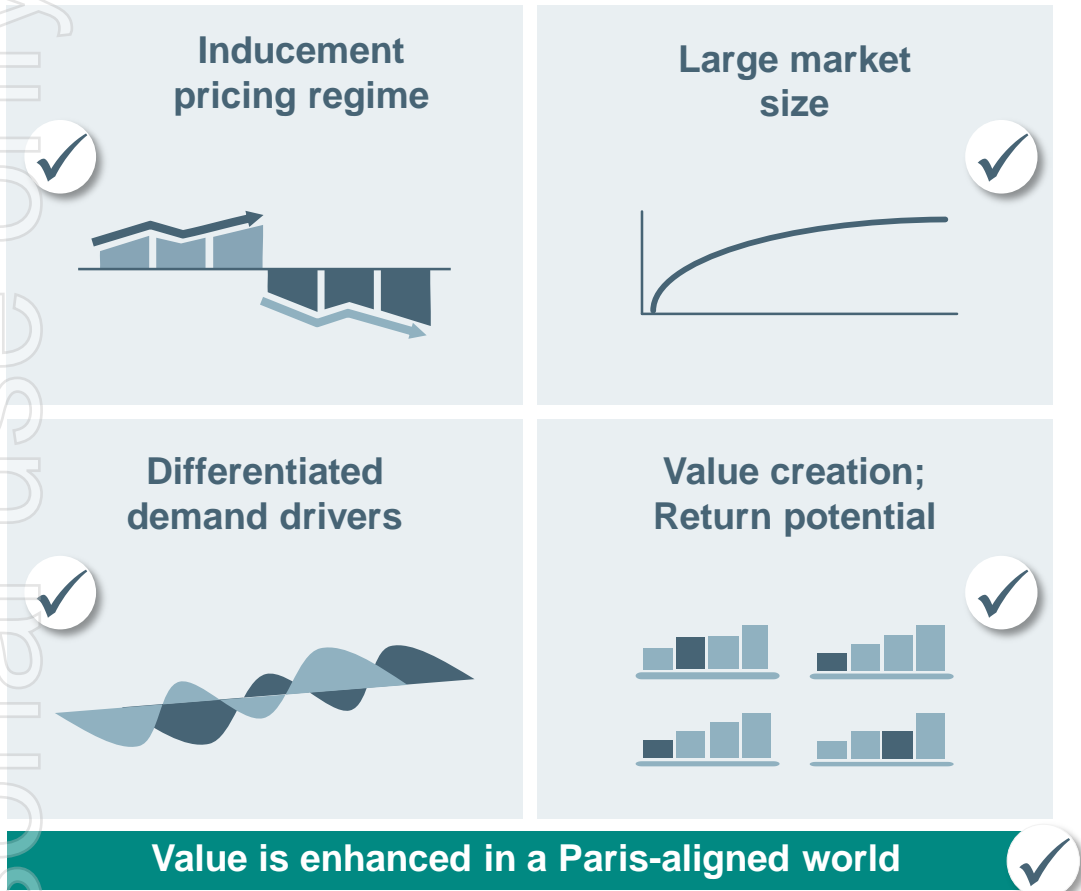 Inducement
pricing regime
Large market
size
Differentiated
demand drivers
Value creation;
Return potential
Value is enhanced in a Paris-aligned world